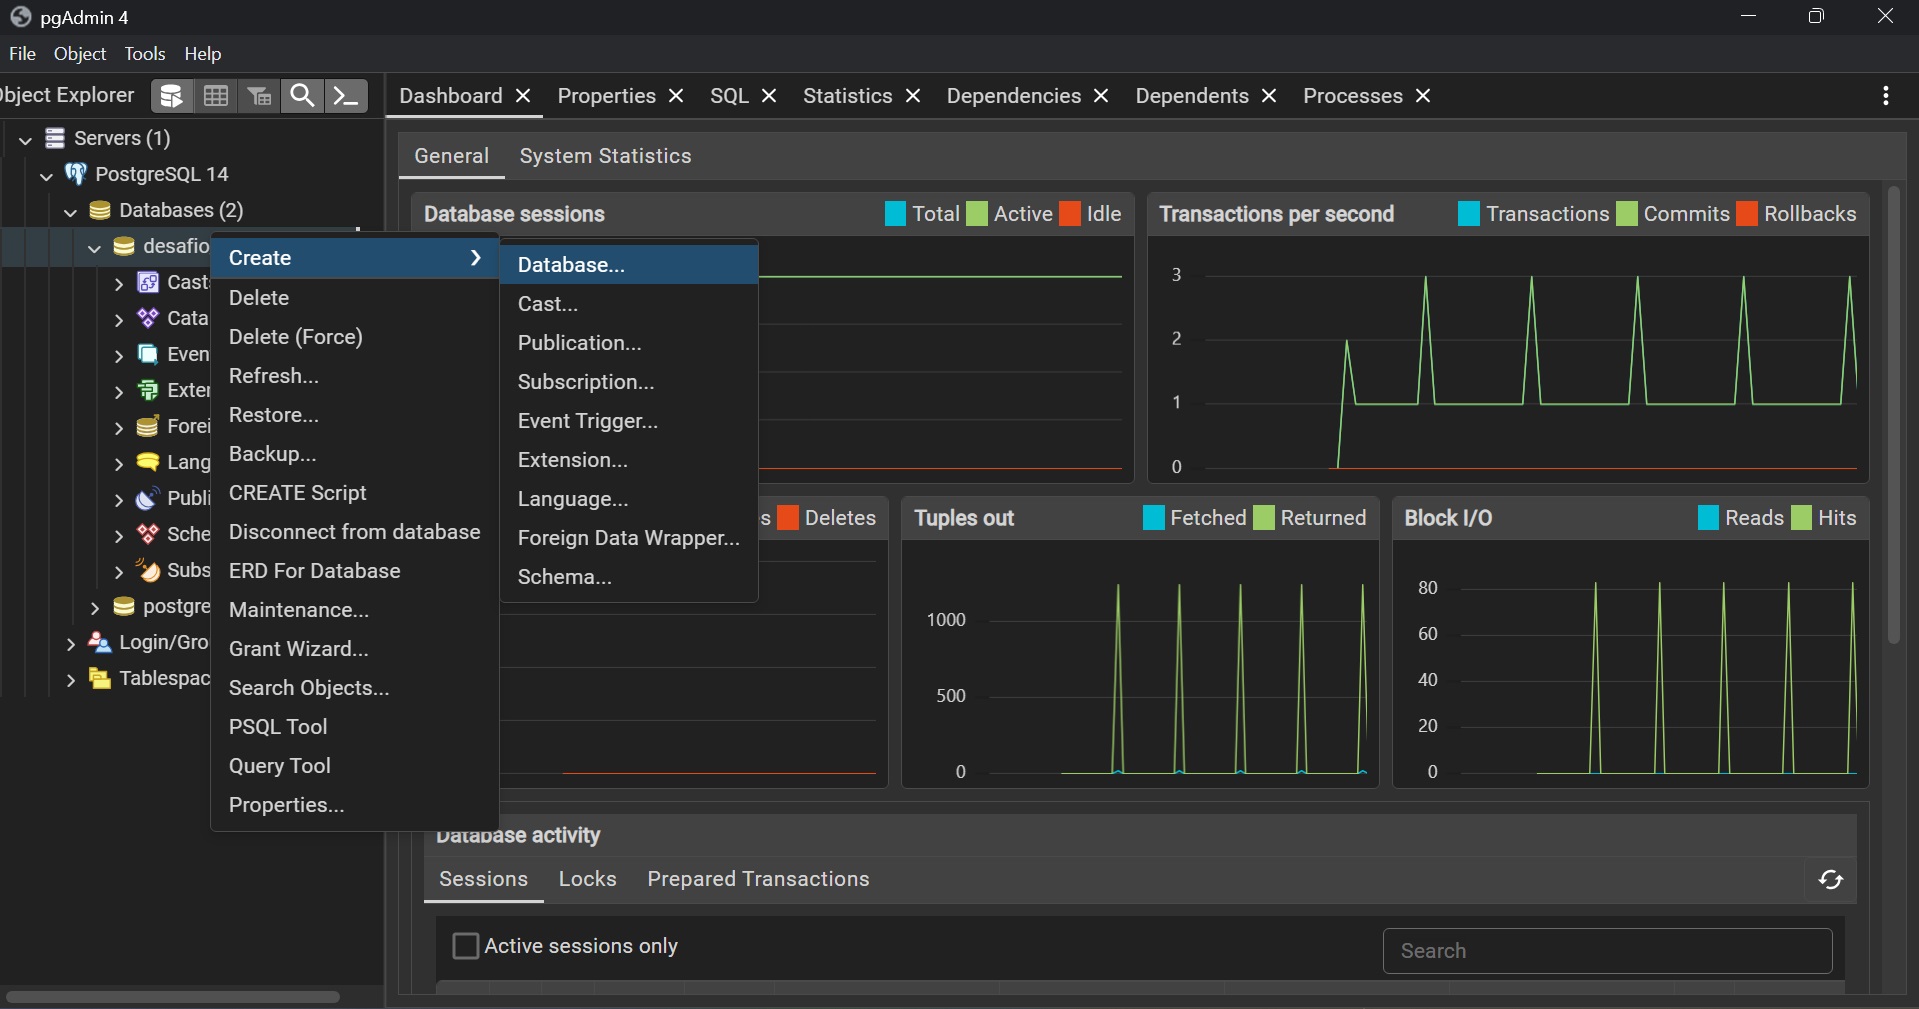 pgAdmin 4
File Object Tools Help
bject Explorer
Dashboard Properties SQL Statistics Dependencies Dependents Processes
Servers (1)
PostgreSQL 14
Databases (2)
desafio
Casts
Cata
Even
Exter
Forei
Lang
Publi
Sche
Subs
postgre
Login/Gro
Tablespac
Create
Delete
Delete (Force)
Refresh...
Restore...
Backup...
CREATE Script
Disconnect from database
ERD For Database
Maintenance...
Grant Wizard...
Search Objects...
PSQL Tool
Query Tool
Properties...
Database...
Cast...
Publication...
Subscription...
Event Trigger...
Extension...
Language...
Foreign Data Wrapper...
Schema...
General System Statistics
Database sessions Total Active Idle
Transactions per second Transactions Commits Rollbacks
3
2
1
0
s Deletes
Tuples out Fetched Returned
1000
500
0
Block I/O Reads Hits
80
60
40
20
0
Database activity
Sessions Locks Prepared Transactions
Active sessions only
Search